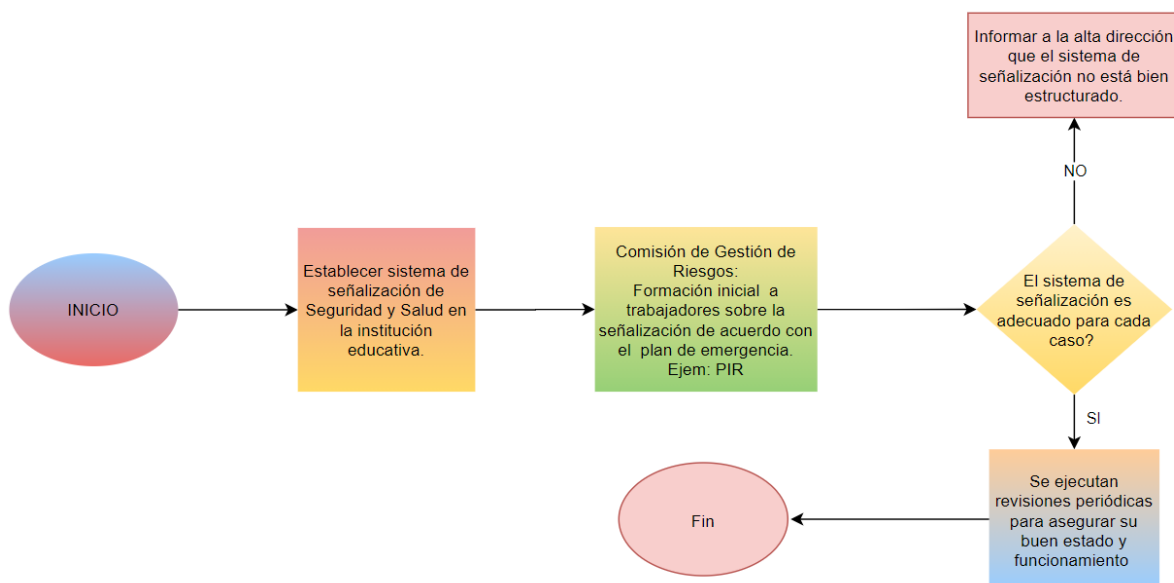 INICIO
Establecer sistema de
señalización de
Seguridad y Salud en
la institución
educativa.
Comisión de Gestión de
Riesgos:
Formación inicial a
trabajadores sobre la
señalización de acuerdo con
el plan de emergencia.
Ejem: PIR
El sistema de
señalización es
adecuado para cada
caso?
NO
Informar a la alta dirección
que el sistema de
señalización no está bien
estructurado.
SI
Se ejecutan
revisiones periódicas
para asegurar su
buen estado y
funcionamiento
Fin